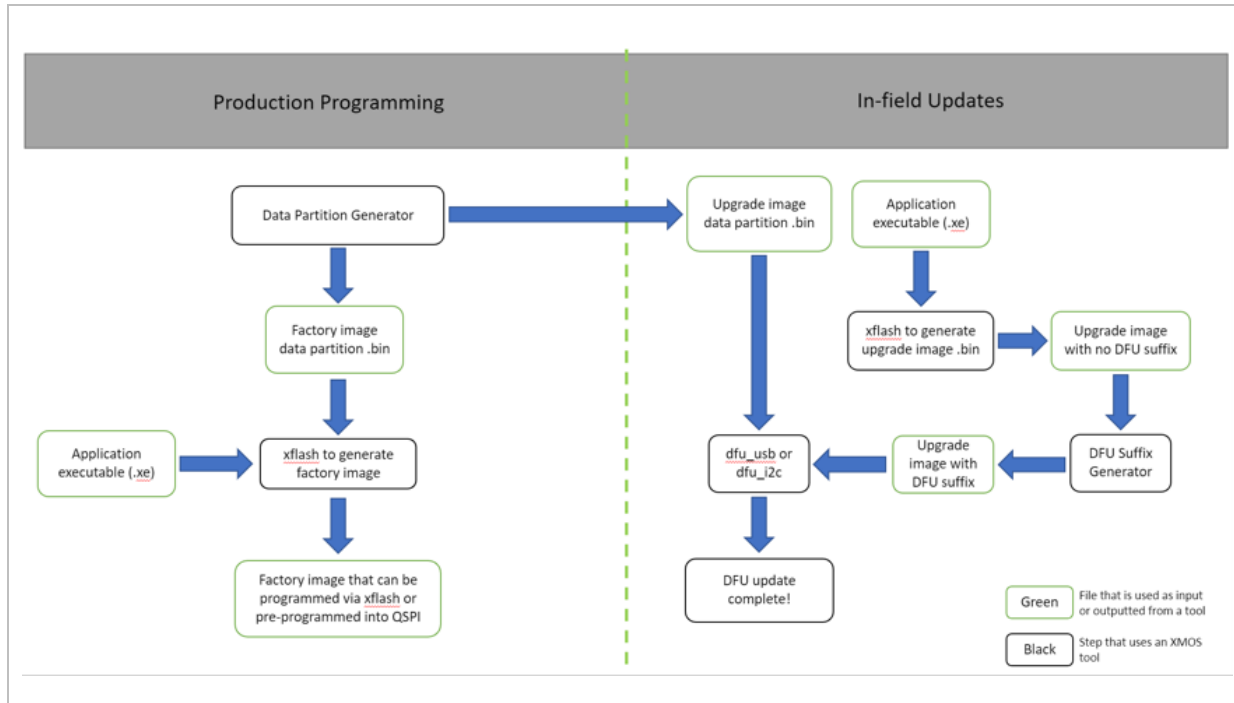 Production Programming
In-field Updates
Data Partition Generator
Factory image
data partition .bin
Application
executable (.xe)
xflash to generate
factory image
Factory image that can be
programmed via xflash or
pre-programmed into QSPI
Upgrade image
data partition .bin
Application
executable (.xe)
xflash to generate
upgrade image .bin
Upgrade image
with no DFU suffix
DFU Suffix
Generator
Upgrade
image with
DFU suffix
dfu_usb or
dfu_i2c
DFU update
complete!
Green
File that is used as input
or outputted from a tool
Black
Step that uses an XMOS
tool